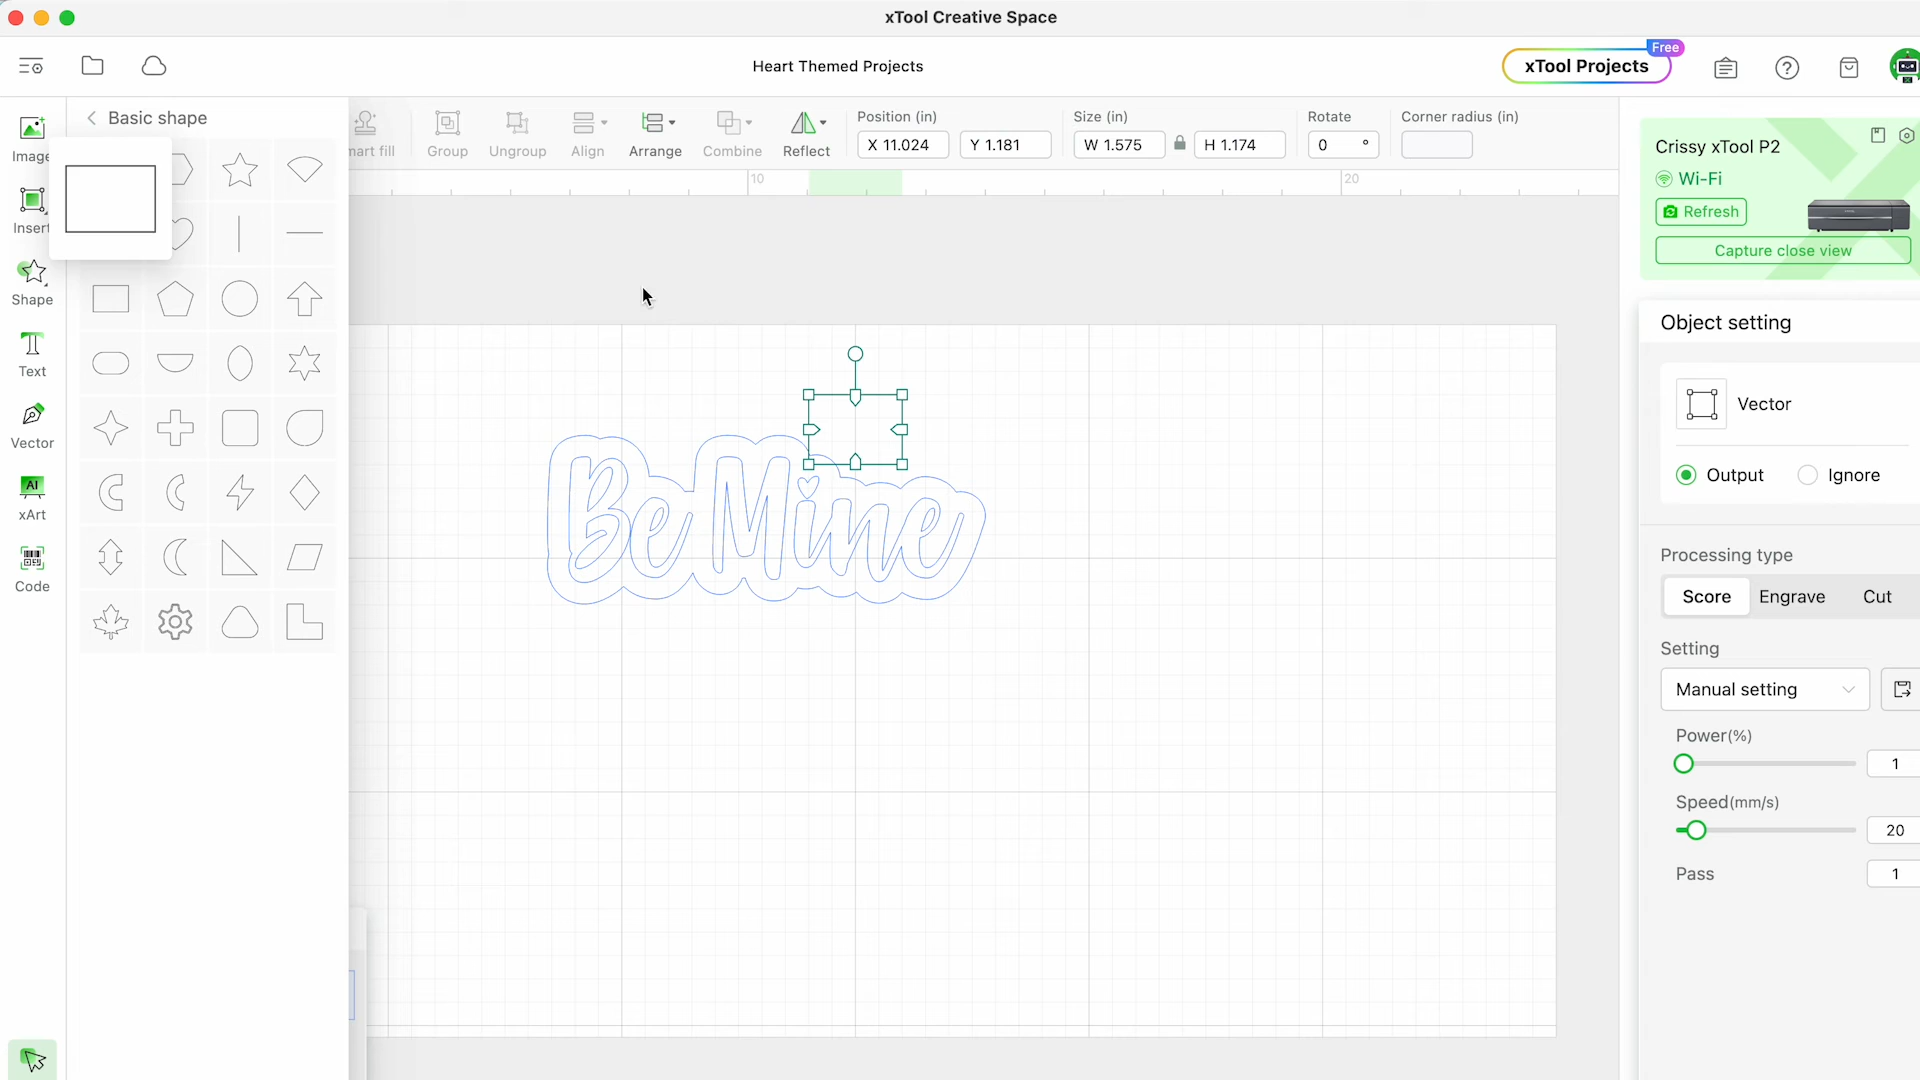 xTool Creative Space
Heart Themed Projects
xTool Projects
Free
Image
Insert
Shape
Text
Vector
AI
xArt
Code
Basic shape
mart fill
Group
Ungroup
Align
Arrange
Combine
Reflect
Position (in)
X 11.024
Y 1.181
Size (in)
W 1.575
H 1.174
Rotate
0 °
Corner radius (in)
10
20
Be Mine
Crissy xTool P2
Wi-Fi
Refresh
Capture close view
Object setting
Vector
Output
Ignore
Processing type
Score
Engrave
Cut
Setting
Manual setting
Power(%)
1
Speed(mm/s)
20
Pass
1